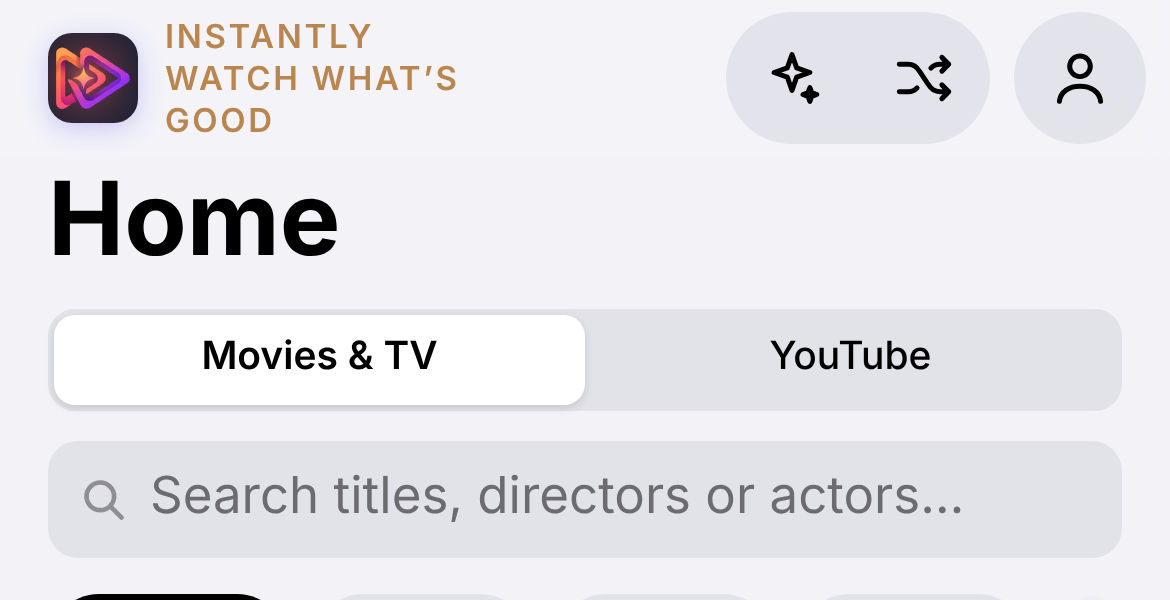 INSTANTLY
WATCH WHAT’S
GOOD
Home
Movies & TV
YouTube
Search titles, directors or actors...